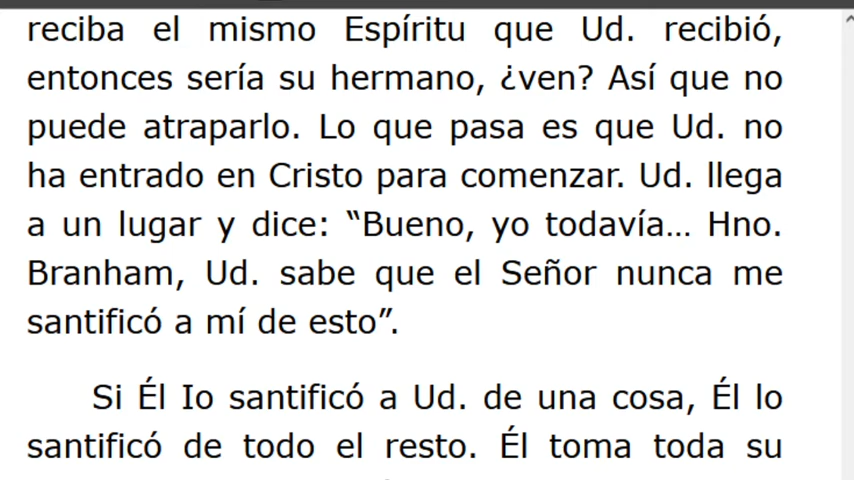 reciba el mismo Espíritu que Ud. recibió,
entonces sería su hermano, ¿ven? Así que no
puede atraparlo. Lo que pasa es que Ud. no
ha entrado en Cristo para comenzar. Ud. llega
a un lugar y dice: “Bueno, yo todavía… Hno.
Branham, Ud. sabe que el Señor nunca me
santificó a mí de esto”.
Si Él Io santificó a Ud. de una cosa, Él lo
santificó de todo el resto. Él toma toda su